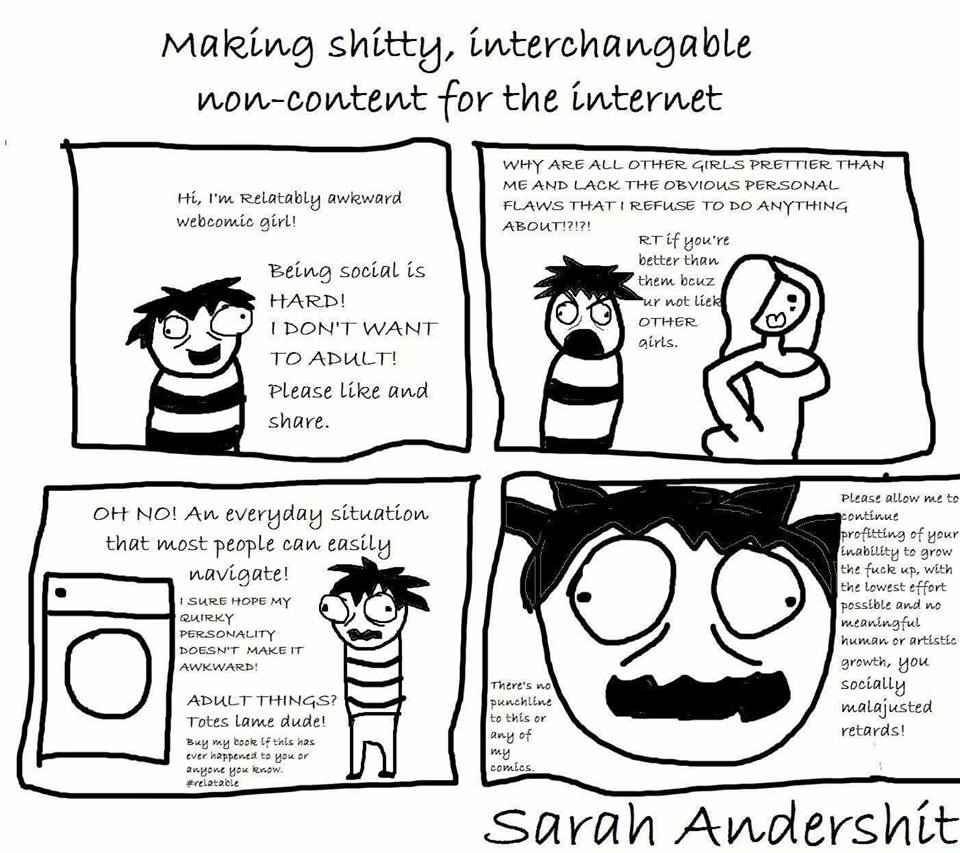 Making shitty, interchangable
non-content for the internet
Hi, I'm Relatably awkward
webcomic girl!
Being social is
HARD!
I DON'T WANT
TO ADULT!
Please like and
share.
WHY ARE ALL OTHER GIRLS PRETTIER THAN
ME AND LACK THE OBVIOUS PERSONAL
FLAWS THAT I REFUSE TO DO ANYTHING
ABOUT!?!?!
RT if you're
better than
them bcuz
ur not liek
OTHER
girls.
OH NO! An everyday situation
that most people can easily
navigate!
I SURE HOPE MY
QUIRKY
PERSONALITY
DOESN'T MAKE IT
AWKWARD!
ADULT THINGS?
Totes lame dude!
Buy my book if this has
ever happened to you or
anyone you know.
#relatable
There's no
punchline
to this or
any of
my
comics.
Please allow me to
continue
profitting of your
inability to grow
the fuck up, with
the lowest effort
possible and no
meaningful
human or artistic
growth, you
socially
malajusted
retards!
Sarah Andershit